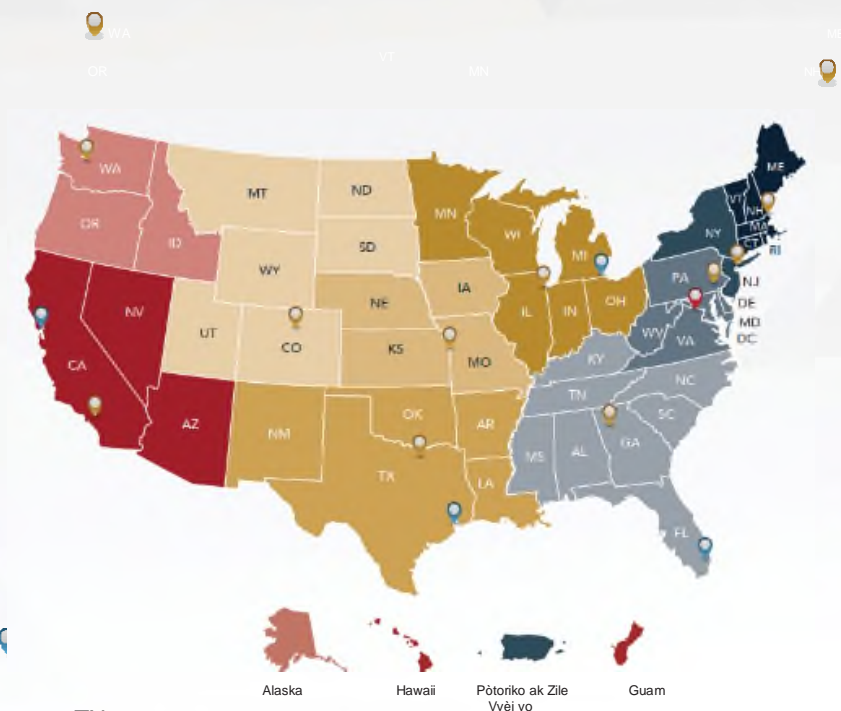 WA
VT
OR
MN
WA
MT
ND
MN
ME
OR
ID
SD
WI
VT
NH
NY
MA
CT
RI
WY
MI
PA
NV
NE
IA
NJ
IL
IN
OH
DE
UT
CO
KS
MO
WV
VA
MD
DC
CA
KY
AZ
NM
OK
AR
TN
NC
SC
TX
LA
MS
AL
GA
FL
Alaska
Hawaii
Pòtoriko ak Zile
Vyèj yo
Guam